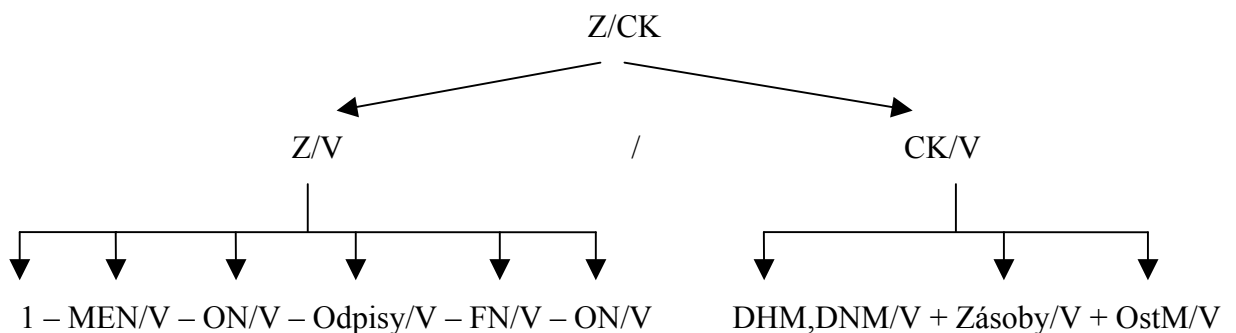 Z/CK
Z/V / CK/V
1 – MEN/V – ON/V – Odpisy/V – FN/V – ON/V DHM,DNM/V + Zásoby/V + OstM/V